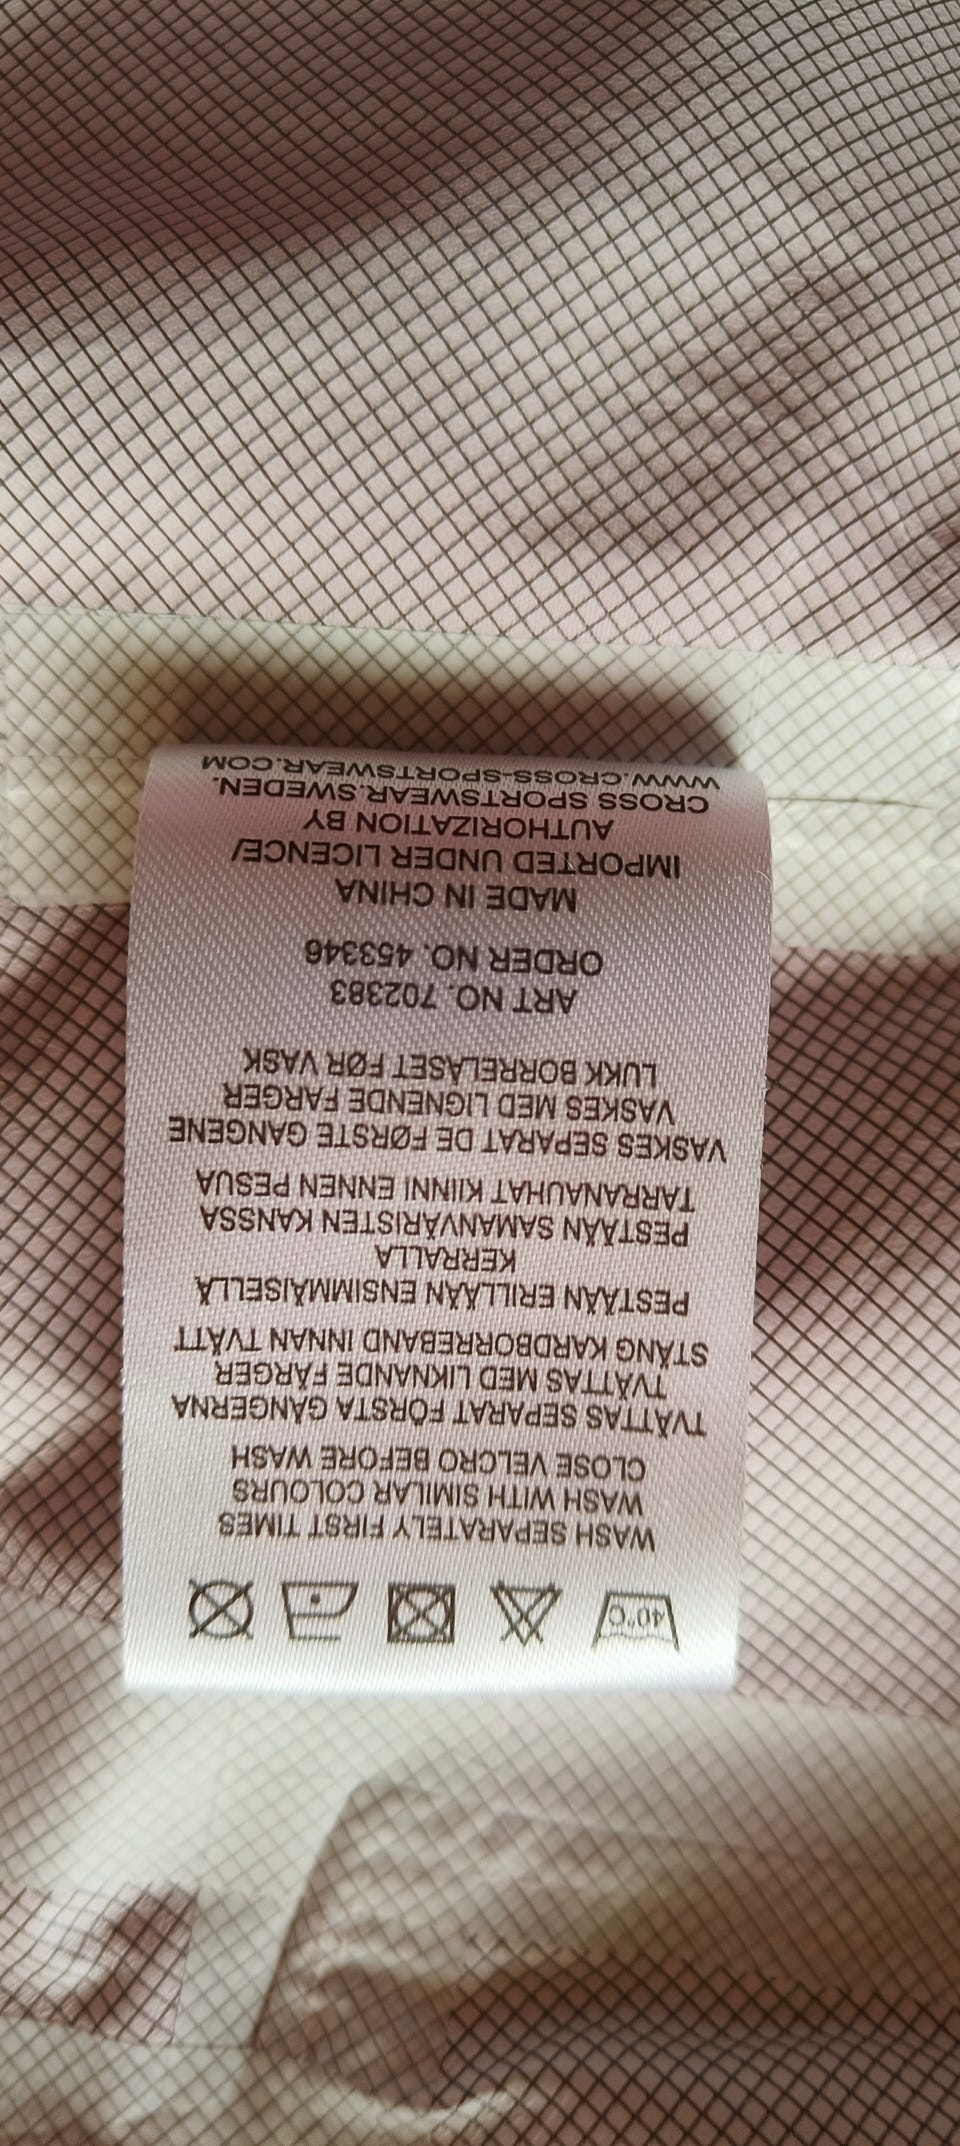 40°C
WASH SEPARATELY FIRST TIMES
WASH WITH SIMILAR COLOURS
CLOSE VELCRO BEFORE WASH
TVÄTTAS SEPARAT FÖRSTA GÅNGERNA
TVÄTTAS MED LIKNANDE FÄRGER
STÄNG KARDBORREBAND INNAN TVÄTT
PESTÄÄN ERILLÄÄN ENSIMMÄISELLÄ
KERRALLA
PESTÄÄN SAMANVÄRISTEN KANSSA
TARRANAUHAT KIINNI ENNEN PESUA
VASKES SEPARAT DE FØRSTE GANGENE
VASKES MED LIGNENDE FARGER
LUKK BORRELÅSET FØR VASK
ART NO. 702383
ORDER NO. 453346
MADE IN CHINA
IMPORTED UNDER LICENCE/
AUTHORIZATION BY
CROSS SPORTSWEAR.SWEDEN.
WWW.CROSS-SPORTSWEAR.COM